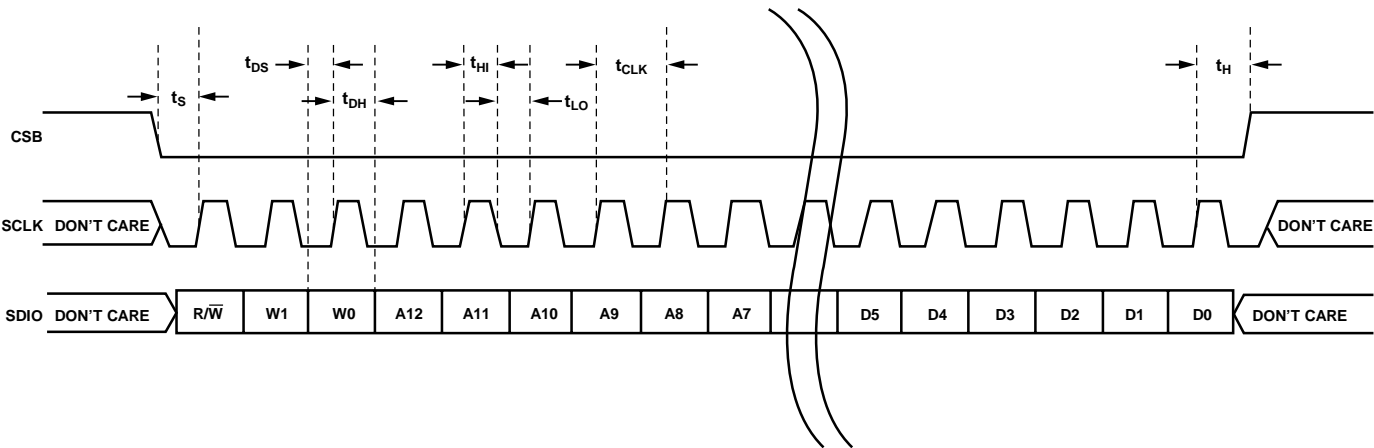 tDS
tHI
tCLK
tH
tS
tDH
tLO
CSB
SCLK DON'T CARE DON'T CARE
SDIO DON'T CARE R/W̅ W1 W0 A12 A11 A10 A9 A8 A7 D5 D4 D3 D2 D1 D0 DON'T CARE